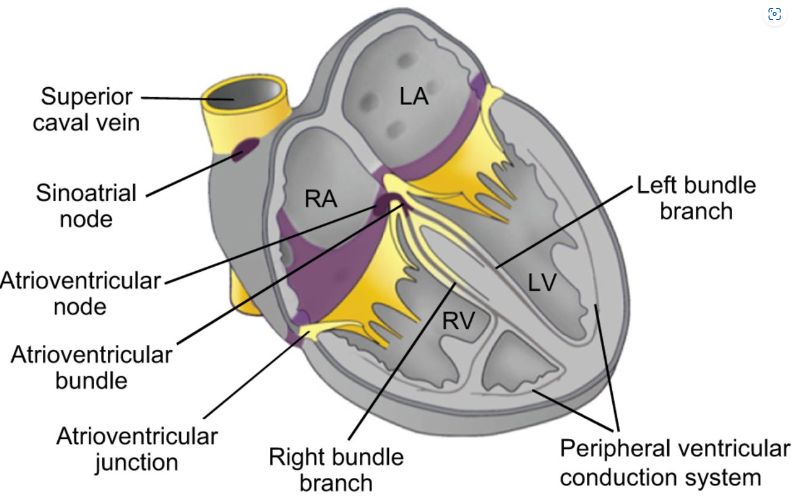 Superior
caval vein
Sinoatrial
node
Atrioventricular
node
Atrioventricular
bundle
Atrioventricular
junction
Right bundle
branch
Left bundle
branch
Peripheral ventricular
conduction system
LA
RA
LV
RV